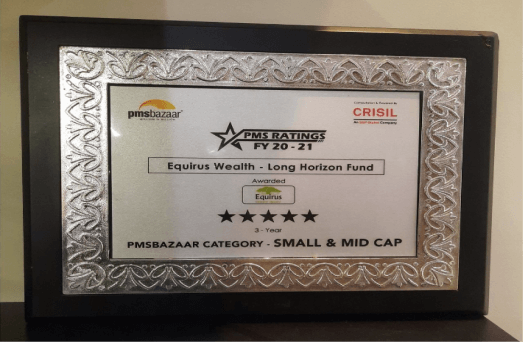 pmsbazaar
CRISIL
PMS RATINGS
FY 20 - 21
Equirus Wealth - Long Horizon Fund
Awarded
Equirus
3 - Year
PMSBAZAAR CATEGORY - SMALL & MID CAP